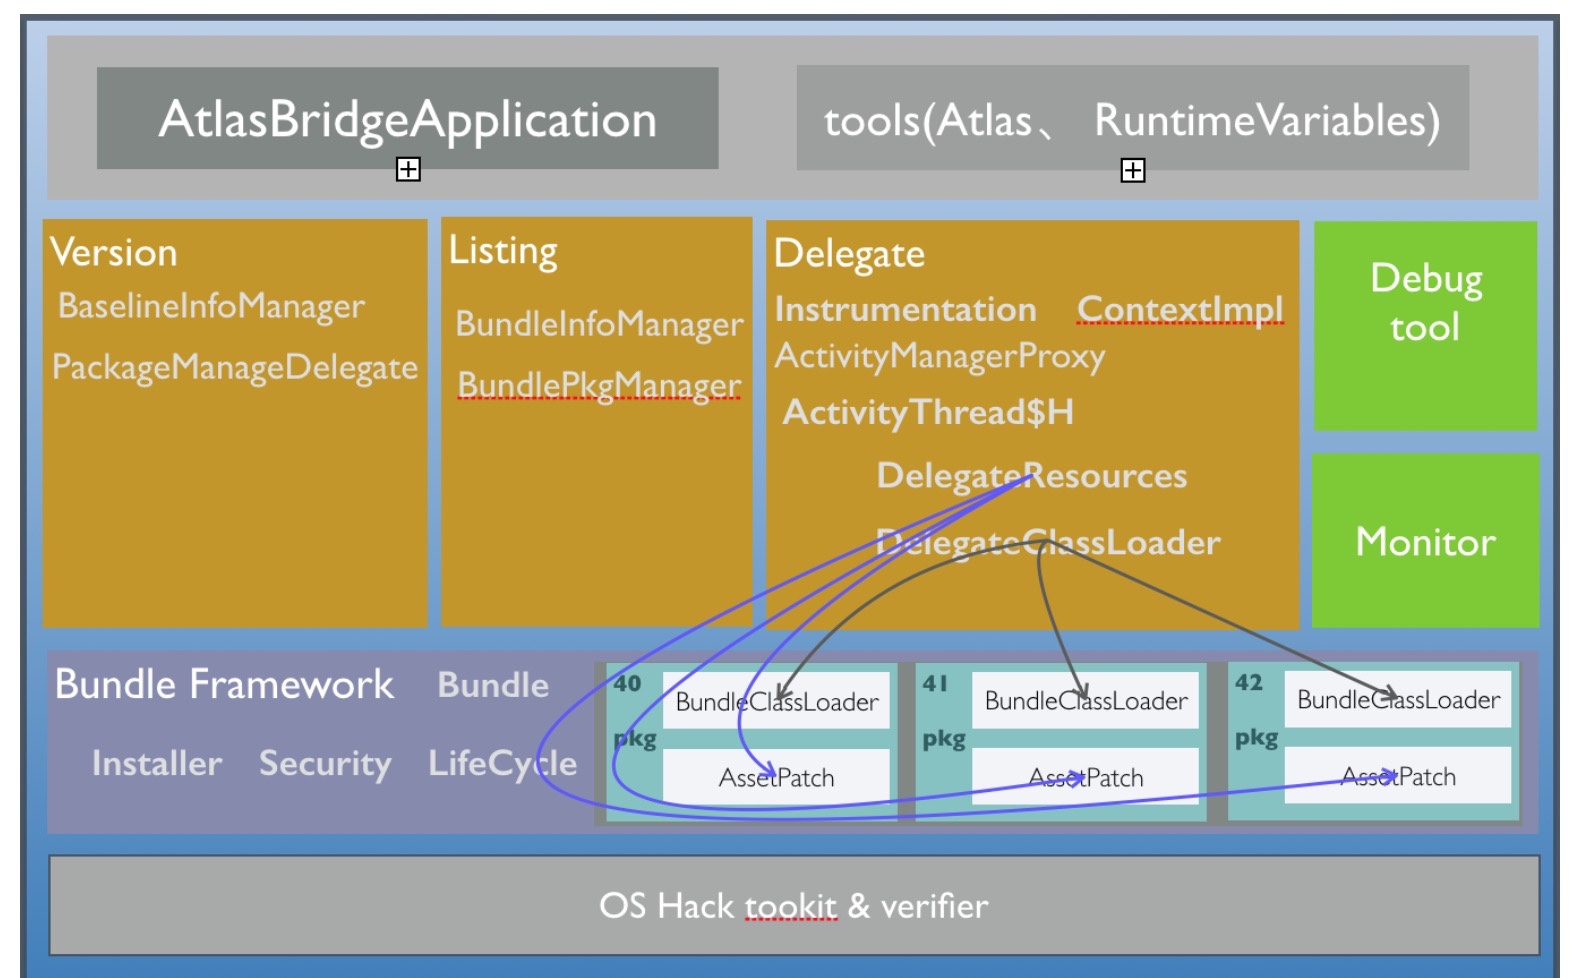 AtlasBridgeApplication
tools(Atlas、 RuntimeVariables)
Version
BaselineInfoManager
PackageManageDelegate
Listing
BundleInfoManager
BundlePkgManager
Delegate
Instrumentation ContextImpl
ActivityManagerProxy
ActivityThread$H
DelegateResources
DelegateClassLoader
Debug
tool
Monitor
Bundle Framework Bundle
Installer Security LifeCycle
40
pkg
BundleClassLoader
AssetPatch
41
pkg
BundleClassLoader
AssetPatch
42
pkg
BundleClassLoader
AssetPatch
OS Hack tookit & verifier